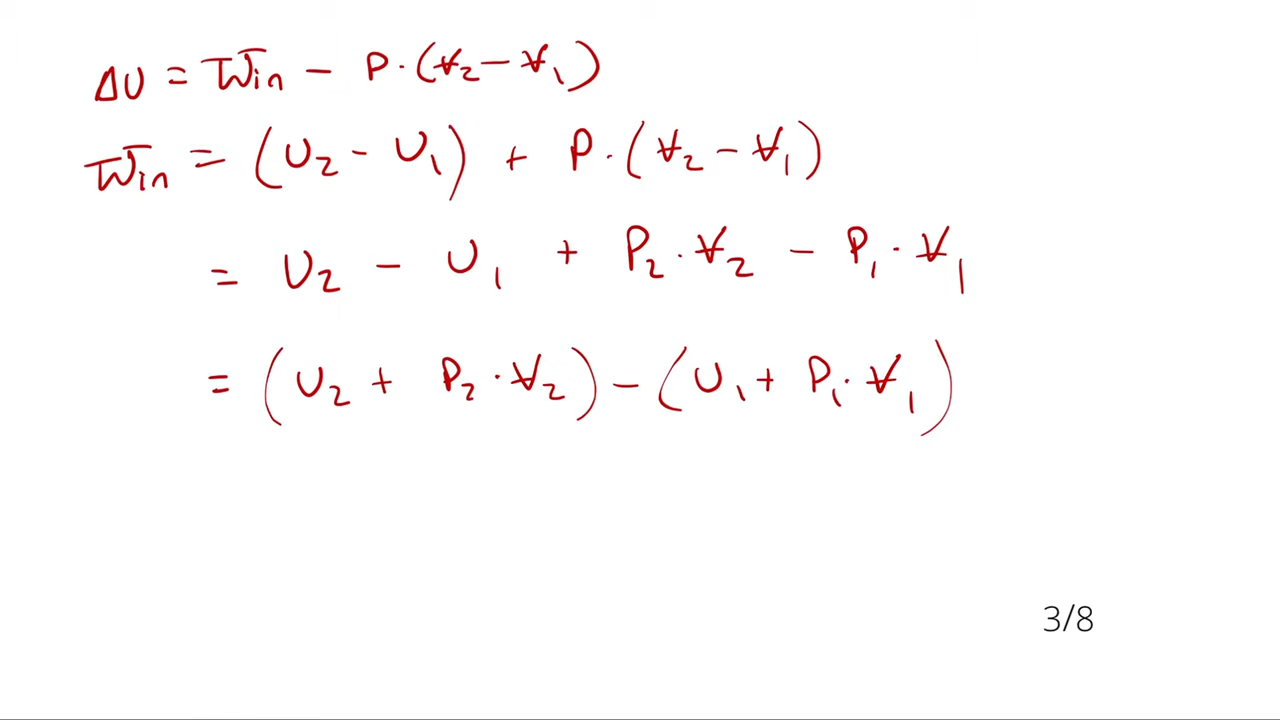 ΔU = Win − P·(V₂ − V₁)
Win = (U₂ − U₁) + P·(V₂ − V₁)
= U₂ − U₁ + P₂·V₂ − P₁·V₁
= (U₂ + P₂·V₂) − (U₁ + P₁·V₁)
3/8